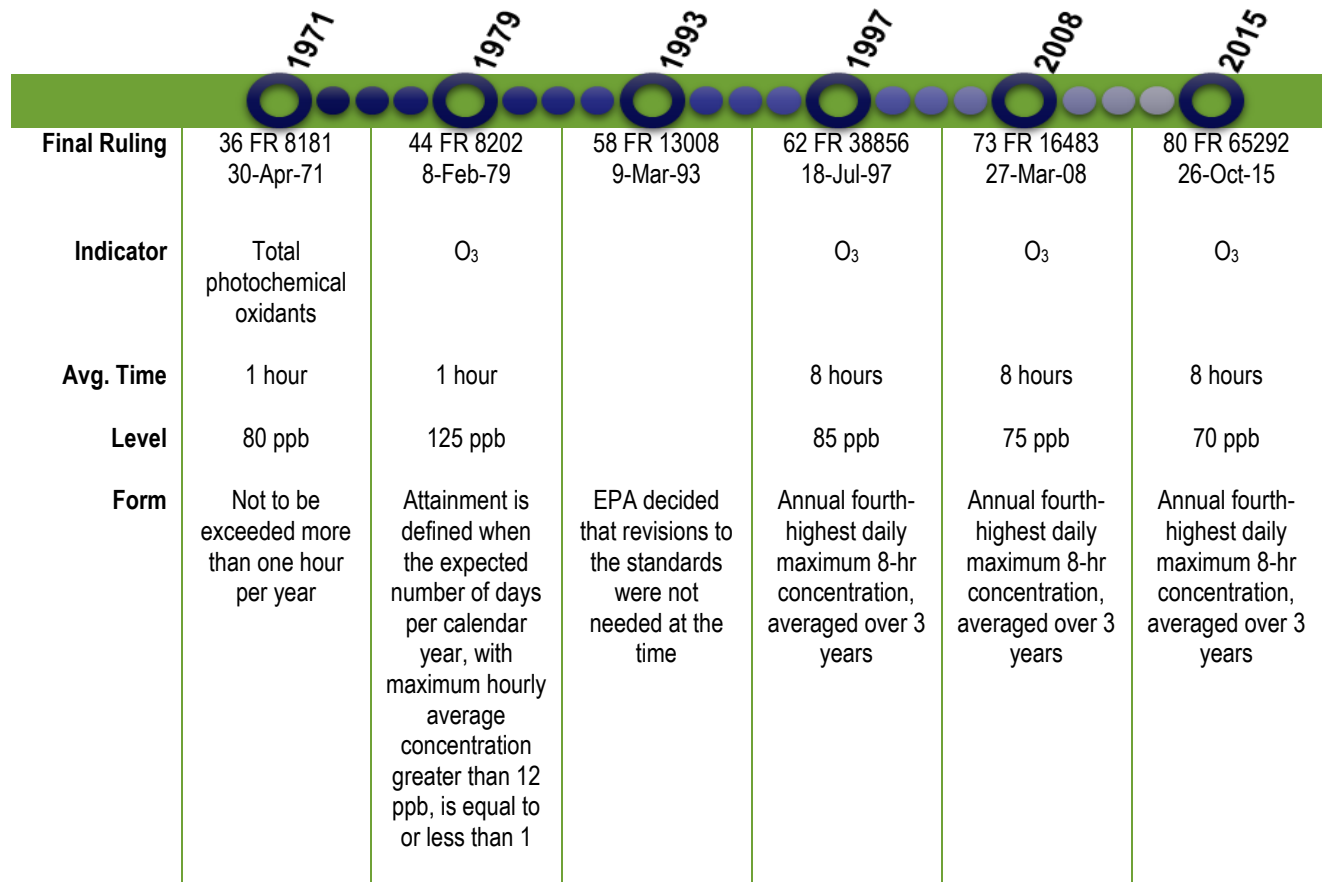 1971 1979 1993 1997 2008 2015
Final Ruling 36 FR 8181 44 FR 8202 58 FR 13008 62 FR 38856 73 FR 16483 80 FR 65292
30-Apr-71 8-Feb-79 9-Mar-93 18-Jul-97 27-Mar-08 26-Oct-15
Indicator Total O₃ O₃ O₃ O₃
photochemical
oxidants
Avg. Time 1 hour 1 hour 8 hours 8 hours 8 hours
Level 80 ppb 125 ppb 85 ppb 75 ppb 70 ppb
Form Not to be Attainment is EPA decided Annual fourth- Annual fourth- Annual fourth-
exceeded more defined when that revisions to highest daily highest daily highest daily
than one hour the expected the standards maximum 8-hr maximum 8-hr maximum 8-hr
per year number of days were not concentration, concentration, concentration,
per calendar needed at the averaged over 3 averaged over 3 averaged over 3
year, with time years years years
maximum hourly
average
concentration
greater than 12
ppb, is equal to
or less than 1